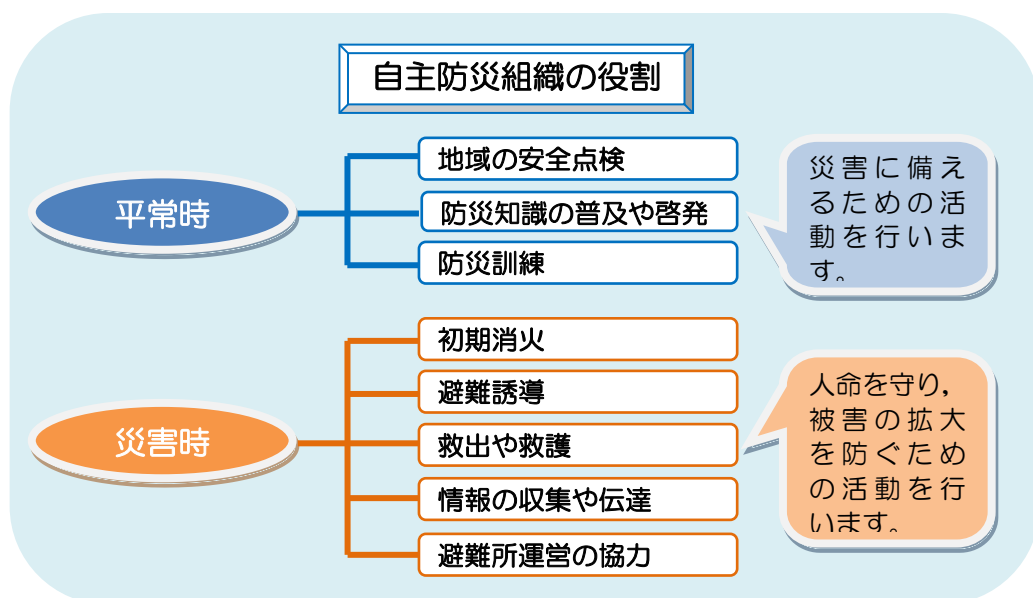 自主防災組織の役割
平常時
地域の安全点検
防災知識の普及や啓発
防災訓練
災害に備え
るための活
動を行いま
す。
災害時
初期消火
避難誘導
救出や救護
情報の収集や伝達
避難所運営の協力
人命を守り，
被害の拡大
を防ぐため
の活動を行
います。